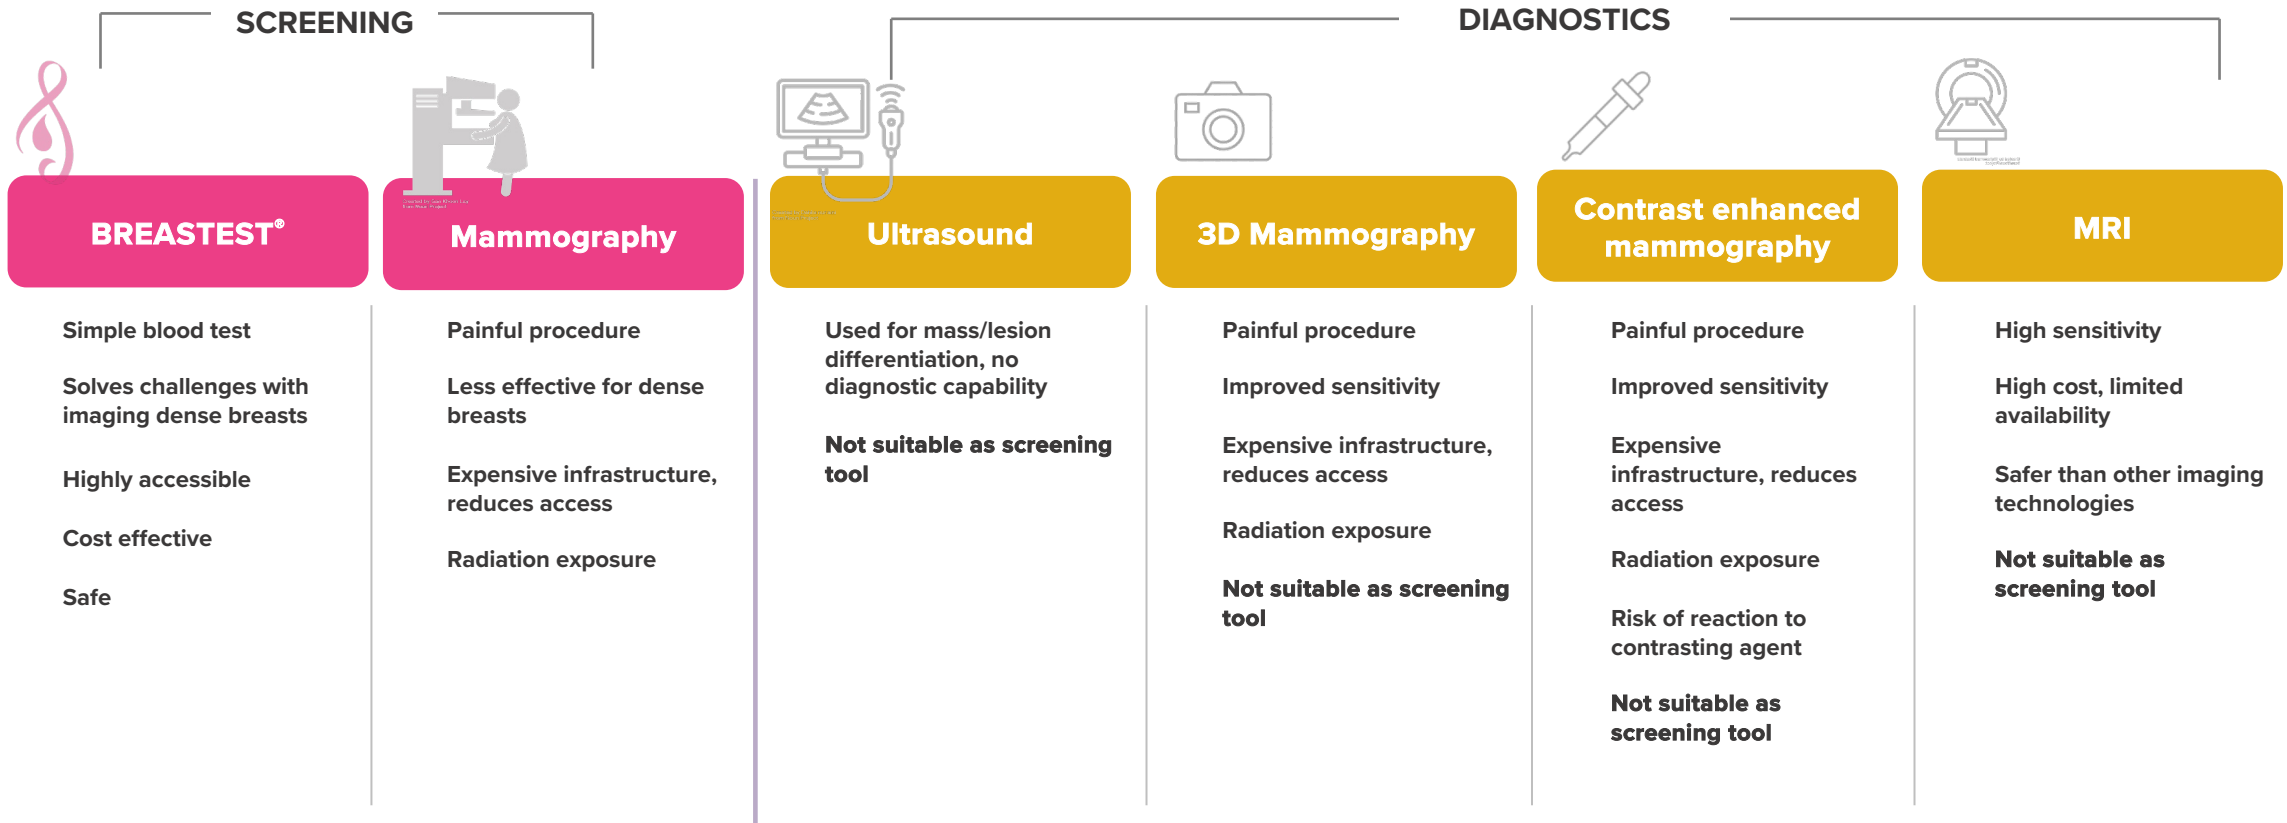 SCREENING
DIAGNOSTICS
BREASTEST®
Simple blood test
Solves challenges with
imaging dense breasts
Highly accessible
Cost effective
Safe
Mammography
Painful procedure
Less effective for dense
breasts
Expensive infrastructure,
reduces access
Radiation exposure
Ultrasound
Used for mass/lesion
differentiation, no
diagnostic capability
Not suitable as screening
tool
3D Mammography
Painful procedure
Improved sensitivity
Expensive infrastructure,
reduces access
Radiation exposure
Not suitable as screening
tool
Contrast enhanced
mammography
Painful procedure
Improved sensitivity
Expensive
infrastructure, reduces
access
Radiation exposure
Risk of reaction to
contrasting agent
Not suitable as
screening tool
MRI
High sensitivity
High cost, limited
availability
Safer than other imaging
technologies
Not suitable as
screening tool